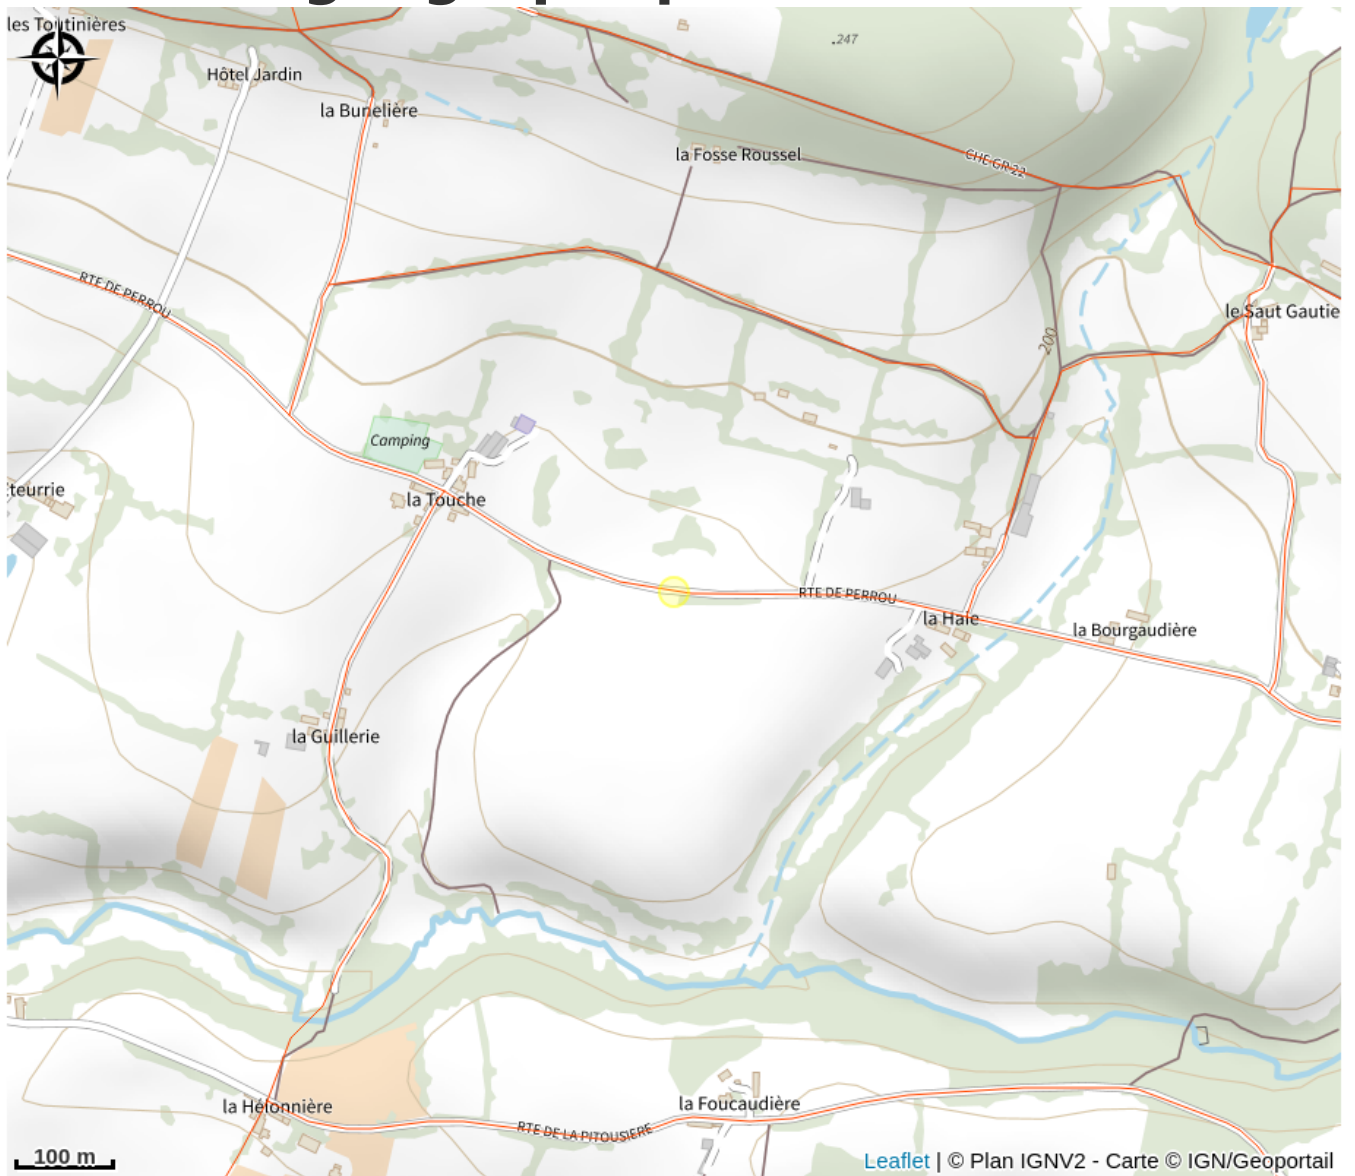 les Toutinières
.247
Hôtel Jardin
la Bunelière
la Fosse Roussel
CHE GR 22
RTE DE PERROU
le Saut Gautie
200
Camping
la Touche
teurrie
RTE DE PERROU
la Haie
la Bourgaudière
la Guillerie
la Hélonnière
la Foucaudière
RTE DE LA PITOUSIERE
100 m
Leaflet | © Plan IGNV2 - Carte © IGN/Geoportail